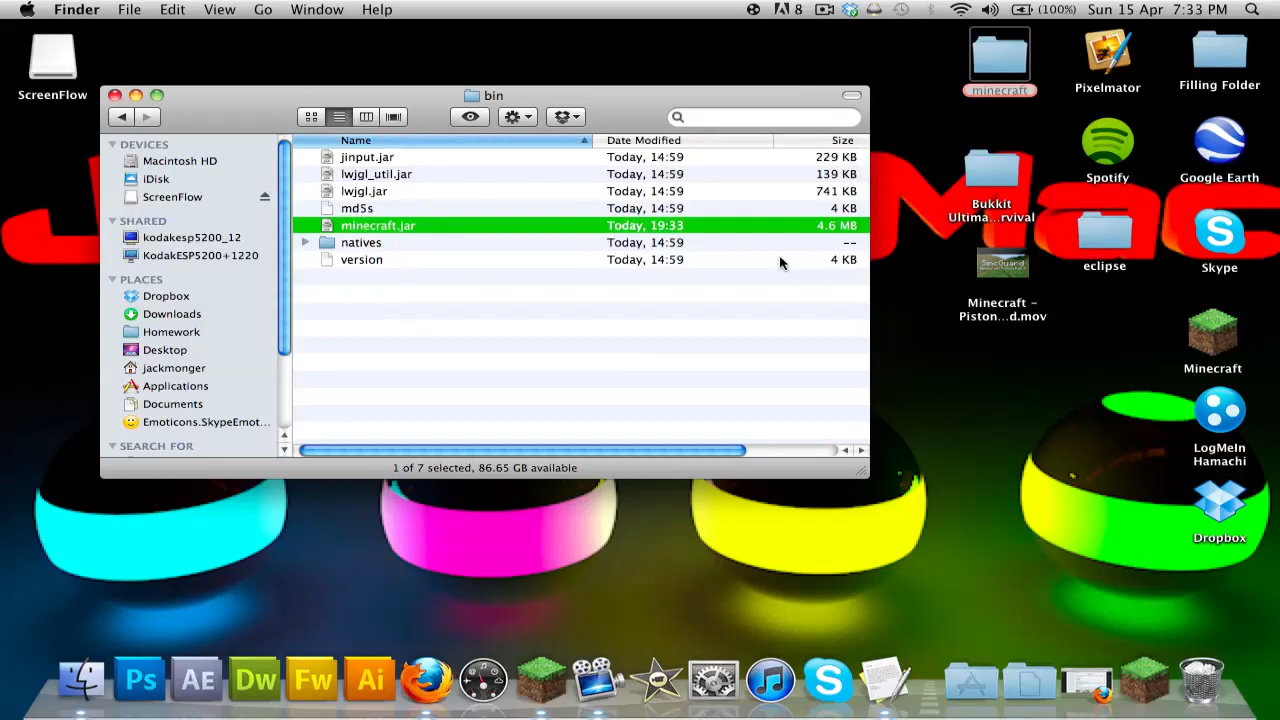 Finder File Edit View Go Window Help
8 (100%) Sun 15 Apr 7:33 PM
ScreenFlow
bin
minecraft
Pixelmator
Filling Folder
DEVICES
Macintosh HD
iDisk
ScreenFlow
SHARED
kodakesp5200_12
KodakESP5200+1220
PLACES
Dropbox
Downloads
Homework
Desktop
jackmonger
Applications
Documents
Emoticons.SkypeEmot...
SEARCH FOR
Name Date Modified Size
jinput.jar Today, 14:59 229 KB
lwjgl_util.jar Today, 14:59 139 KB
lwjgl.jar Today, 14:59 741 KB
md5s Today, 14:59 4 KB
minecraft.jar Today, 19:33 4.6 MB
natives Today, 14:59 --
version Today, 14:59 4 KB
1 of 7 selected, 86.65 GB available
Spotify
Google Earth
Bukkit
Ultima...rvival
eclipse
Skype
Minecraft -
Piston...d.mov
Minecraft
LogMeIn
Hamachi
Dropbox
Ps AE Dw Fw Ai